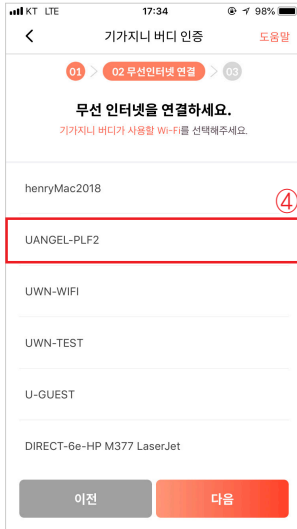 KT LTE 17:34 98%
기가지니 버디 인증 도움말
01 > 02 무선인터넷 연결 > 03
무선 인터넷을 연결하세요.
기가지니 버디가 사용할 Wi-Fi를 선택해주세요.
henryMac2018
④
UANGEL-PLF2
UWN-WIFI
UWN-TEST
U-GUEST
DIRECT-6e-HP M377 LaserJet
이전 다음